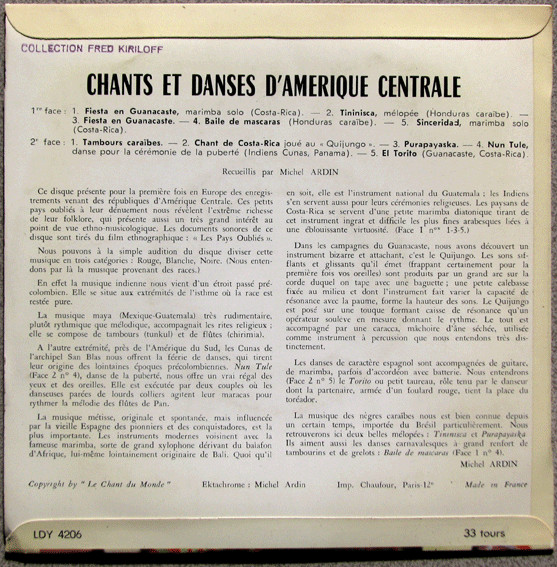 COLLECTION FRED KIRILOFF
CHANTS ET DANSES D'AMERIQUE CENTRALE
1re face : 1. Fiesta en Guanacaste, marimba solo (Costa-Rica). — 2. Tininisca, mélopée (Honduras caraïbe). —
3. Fiesta en Guanacaste. — 4. Baile de mascaras (Honduras caraïbe). — 5. Sinceridad, marimba solo
(Costa-Rica).
2e face : 1. Tambours caraïbes. — 2. Chant de Costa-Rica joué au « Quijungo ». — 3. Purapayaska. — 4. Nun Tule,
danse pour la cérémonie de la puberté (Indiens Cunas, Panama). — 5. El Torito (Guanacaste, Costa-Rica).
Recueillis par Michel ARDIN
Ce disque présente pour la première fois en Europe des enregis-
trements venant des républiques d'Amérique Centrale. Ces petits
pays oubliés à leur dénuement nous révèlent l'extrême richesse
de leur folklore, qui présente aussi un très grand intérêt au
point de vue ethno-musicologique. Les documents sonores de ce
disque sont tirés du film ethnographique : « Les Pays Oubliés ».
Nous pouvons à la simple audition du disque diviser cette
musique en trois catégories : Rouge, Blanche, Noire. (Nous enten-
dons par là la musique provenant des races.)
En effet la musique indienne nous vient d'un étroit passé pré-
colombien. Elle se situe aux extrémités de l'isthme où la race est
restée pure.
La musique maya (Mexique-Guatemala) très rudimentaire,
plutôt rythmique que mélodique, accompagnait les rites religieux ;
elle se compose de tambours (tunkul) et de flûtes (chirimia).
A l'autre extrémité, près de l'Amérique du Sud, les Cunas de
l'archipel San Blas nous offrent la féerie de danses, qui tirent
leur origine des lointaines époques précolombiennes. Nun Tule
(Face 2 n° 4), danse de la puberté, nous offre un vrai régal des
yeux et des oreilles. Elle est exécutée par deux couples où les
danseuses parées de lourds colliers agitent leur maracas pour
rythmer la mélodie des flûtes de Pan.
La musique métisse, originale et spontanée, mais influencée
par la vieille Espagne des pionniers et des conquistadores, est la
plus importante. Les instruments modernes voisinent avec la
fameuse marimba, sorte de grand xylophone dérivant du balafon
d'Afrique, lui-même lointainement originaire de Bali. Quoi qu'il
en soit, elle est l'instrument national du Guatemala ; les Indiens
s'en servent aussi pour leurs cérémonies religieuses. Les paysans de
Costa-Rica se servent d'une petite marimba diatonique tirant de
cet instrument ingrat et difficile les plus fines arabesques liées à
une éblouissante virtuosité. (Face 1 nos 1-3-5.)
Dans les campagnes du Guanacaste, nous avons découvert un
instrument bizarre et attachant, c'est le Quijungo. Les sons sif-
flants et glissants qu'il émet (frappant certainement pour la
première fois vos oreilles) sont produits par un grand arc sur la
corde duquel on tape avec une baguette ; une petite calebasse
fixée au milieu et dont l'instrument fait varier la capacité de
résonance avec la paume, forme la hauteur des sons. Le Quijungo
est posé sur une touque formant caisse de résonance qu'un
opérateur soulève en mesure donnant le rythme. Le tout est
accompagné par une caracca, mâchoire d'âne séchée, utilisée
comme instrument à percussion que nous entendons très dis-
tinctement.
Les danses de caractère espagnol sont accompagnées de guitare,
de marimba, parfois d'accordéon avec batterie. Nous entendons
(Face 2 n° 5) le Torito ou petit taureau, rôle tenu par le danseur
dont la partenaire, armée d'un foulard rouge, tient la place du
toréador.
La musique des nègres caraïbes nous est bien connue depuis
un certain temps, importée du Brésil particulièrement. Nous
retrouverons ici deux belles mélopées : Tininisca et Purapayaska
Ils aiment aussi les danses carnavalesques à grand renfort de
tambourins et de grelots : Baile de mascaras (Face 1 n° 4).
Michel ARDIN
Copyright by " Le Chant du Monde " Ektachrome : Michel Ardin Imp. Chaufour, Paris-12e Made in France
LDY 4206 33 tours